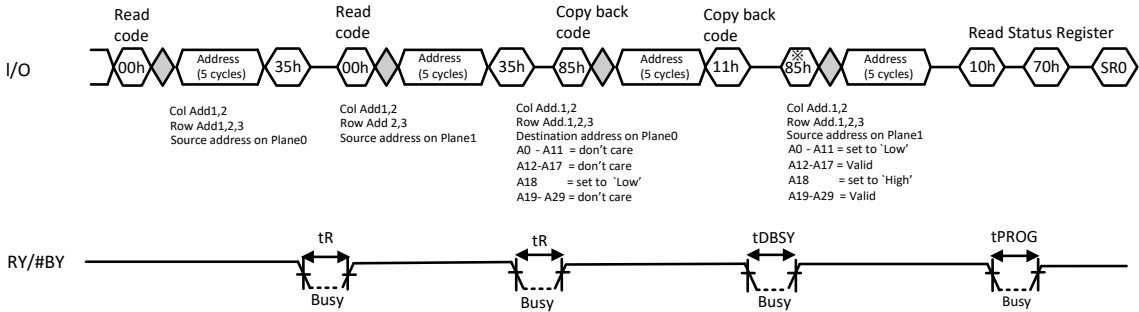 Read code
Read code
Copy back code
Copy back code
Read Status Register
I/O
00h
Address (5 cycles)
35h
00h
Address (5 cycles)
35h
85h
Address (5 cycles)
11h
※
85h
Address (5 cycles)
10h
70h
SR0
Col Add1,2
Row Add1,2,3
Source address on Plane0
Col Add1,2
Row Add 2,3
Source address on Plane1
Col Add.1,2
Row Add.1,2,3
Destination address on Plane0
A0 - A11 = don't care
A12-A17 = don't care
A18 = set to `Low'
A19- A29 = don't care
Col Add.1,2
Row Add.1,2,3
Source address on Plane1
A0 - A11 = set to `Low'
A12-A17 = Valid
A18 = set to `High'
A19-A29 = Valid
RY/#BY
tR
Busy
tR
Busy
tDBSY
Busy
tPROG
Busy